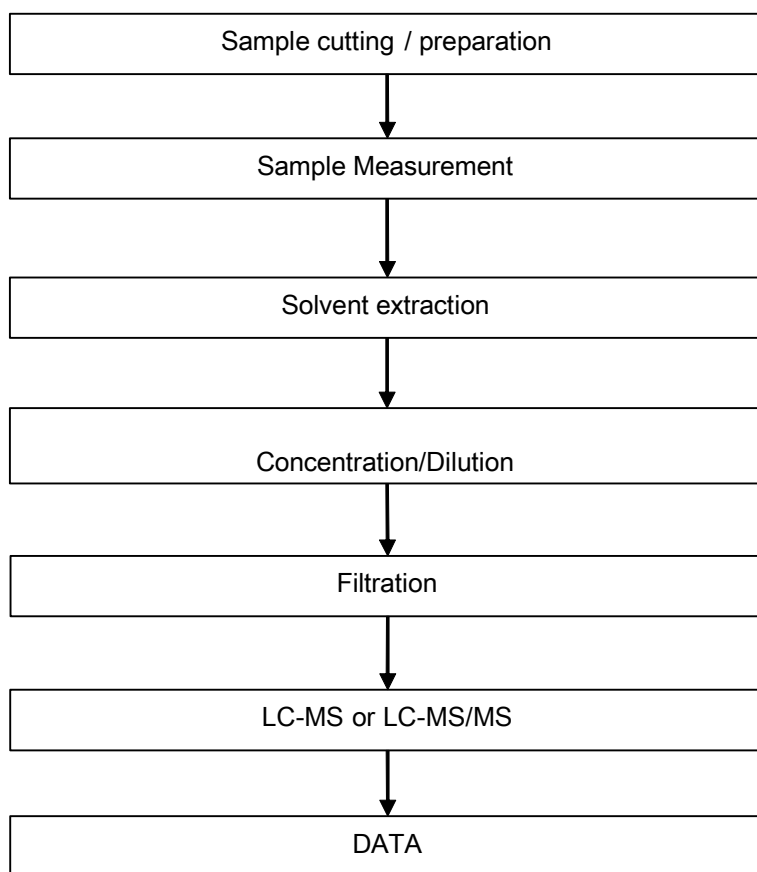 Sample cutting / preparation
Sample Measurement
Solvent extraction
Concentration/Dilution
Filtration
LC-MS or LC-MS/MS
DATA